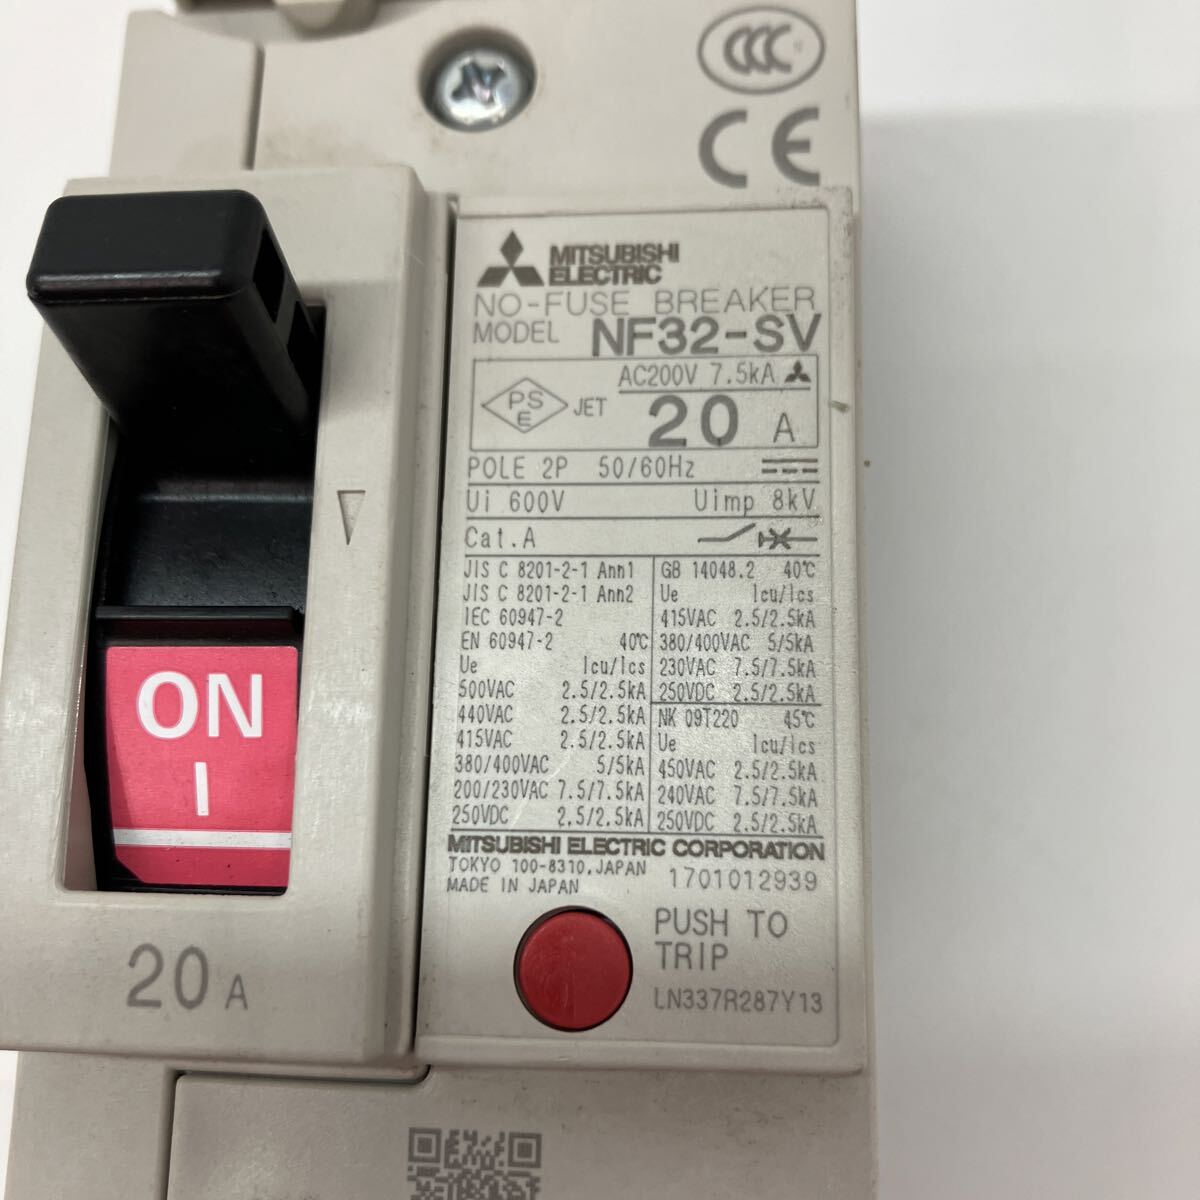 CCC
CE
MITSUBISHI
ELECTRIC
NO-FUSE BREAKER
MODEL NF32-SV
AC200V 7.5kA
PS
E
JET
20 A
POLE 2P 50/60Hz
Ui 600V Uimp 8kV
Cat.A
JIS C 8201-2-1 Ann1
JIS C 8201-2-1 Ann2
IEC 60947-2
EN 60947-2 40℃
Ue Icu/Ics
500VAC 2.5/2.5kA
440VAC 2.5/2.5kA
415VAC 2.5/2.5kA
380/400VAC 5/5kA
200/230VAC 7.5/7.5kA
250VDC 2.5/2.5kA
GB 14048.2 40℃
Ue Icu/Ics
415VAC 2.5/2.5kA
380/400VAC 5/5kA
230VAC 7.5/7.5kA
250VDC 2.5/2.5kA
NK 09T220 45℃
Ue Icu/Ics
450VAC 2.5/2.5kA
240VAC 7.5/7.5kA
250VDC 2.5/2.5kA
MITSUBISHI ELECTRIC CORPORATION
TOKYO 100-8310, JAPAN
MADE IN JAPAN
1701012939
PUSH TO
TRIP
LN337R287Y13
ON
I
20 A